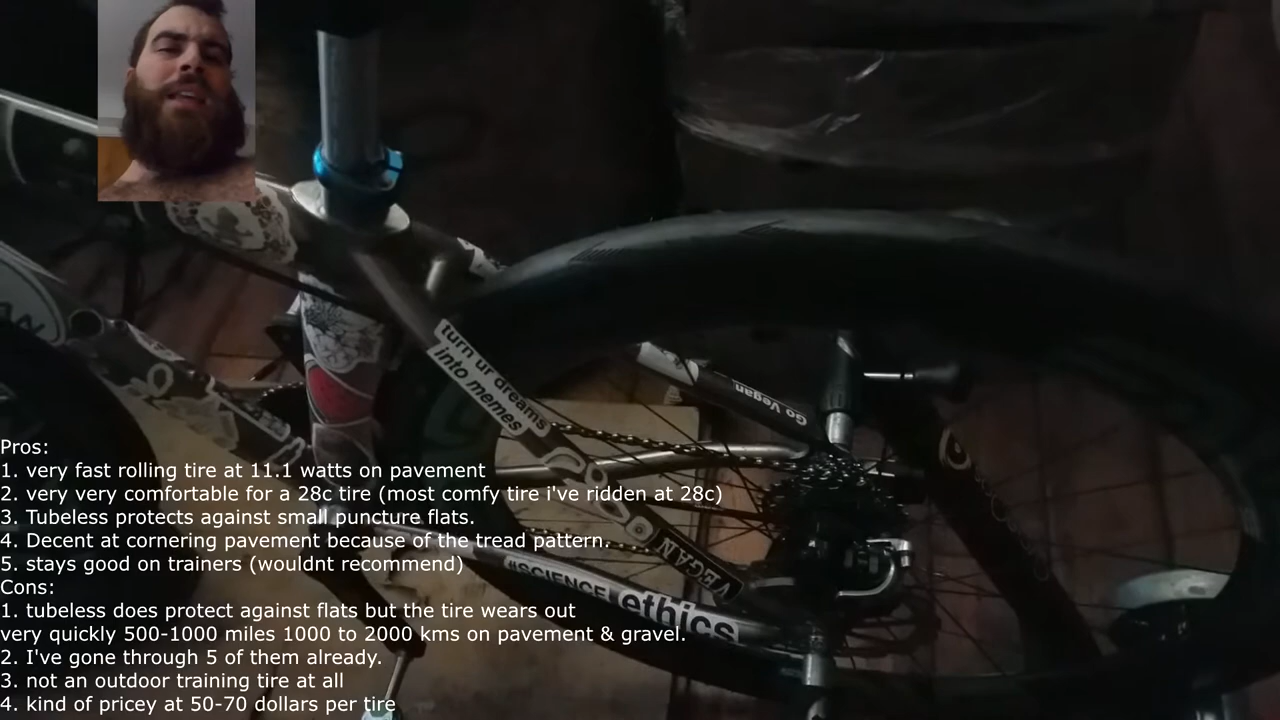 turn ur dreams
into memes
Go Vegan
VEGAN
#SCIENCE
ethics
Pros:
1. very fast rolling tire at 11.1 watts on pavement
2. very very comfortable for a 28c tire (most comfy tire i've ridden at 28c)
3. Tubeless protects against small puncture flats.
4. Decent at cornering pavement because of the tread pattern.
5. stays good on trainers (wouldnt recommend)
Cons:
1. tubeless does protect against flats but the tire wears out
very quickly 500-1000 miles 1000 to 2000 kms on pavement & gravel.
2. I've gone through 5 of them already.
3. not an outdoor training tire at all
4. kind of pricey at 50-70 dollars per tire